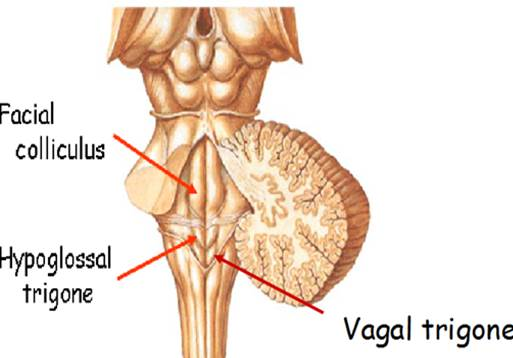 Facial
colliculus
Hypoglossal
trigone
Vagal trigone